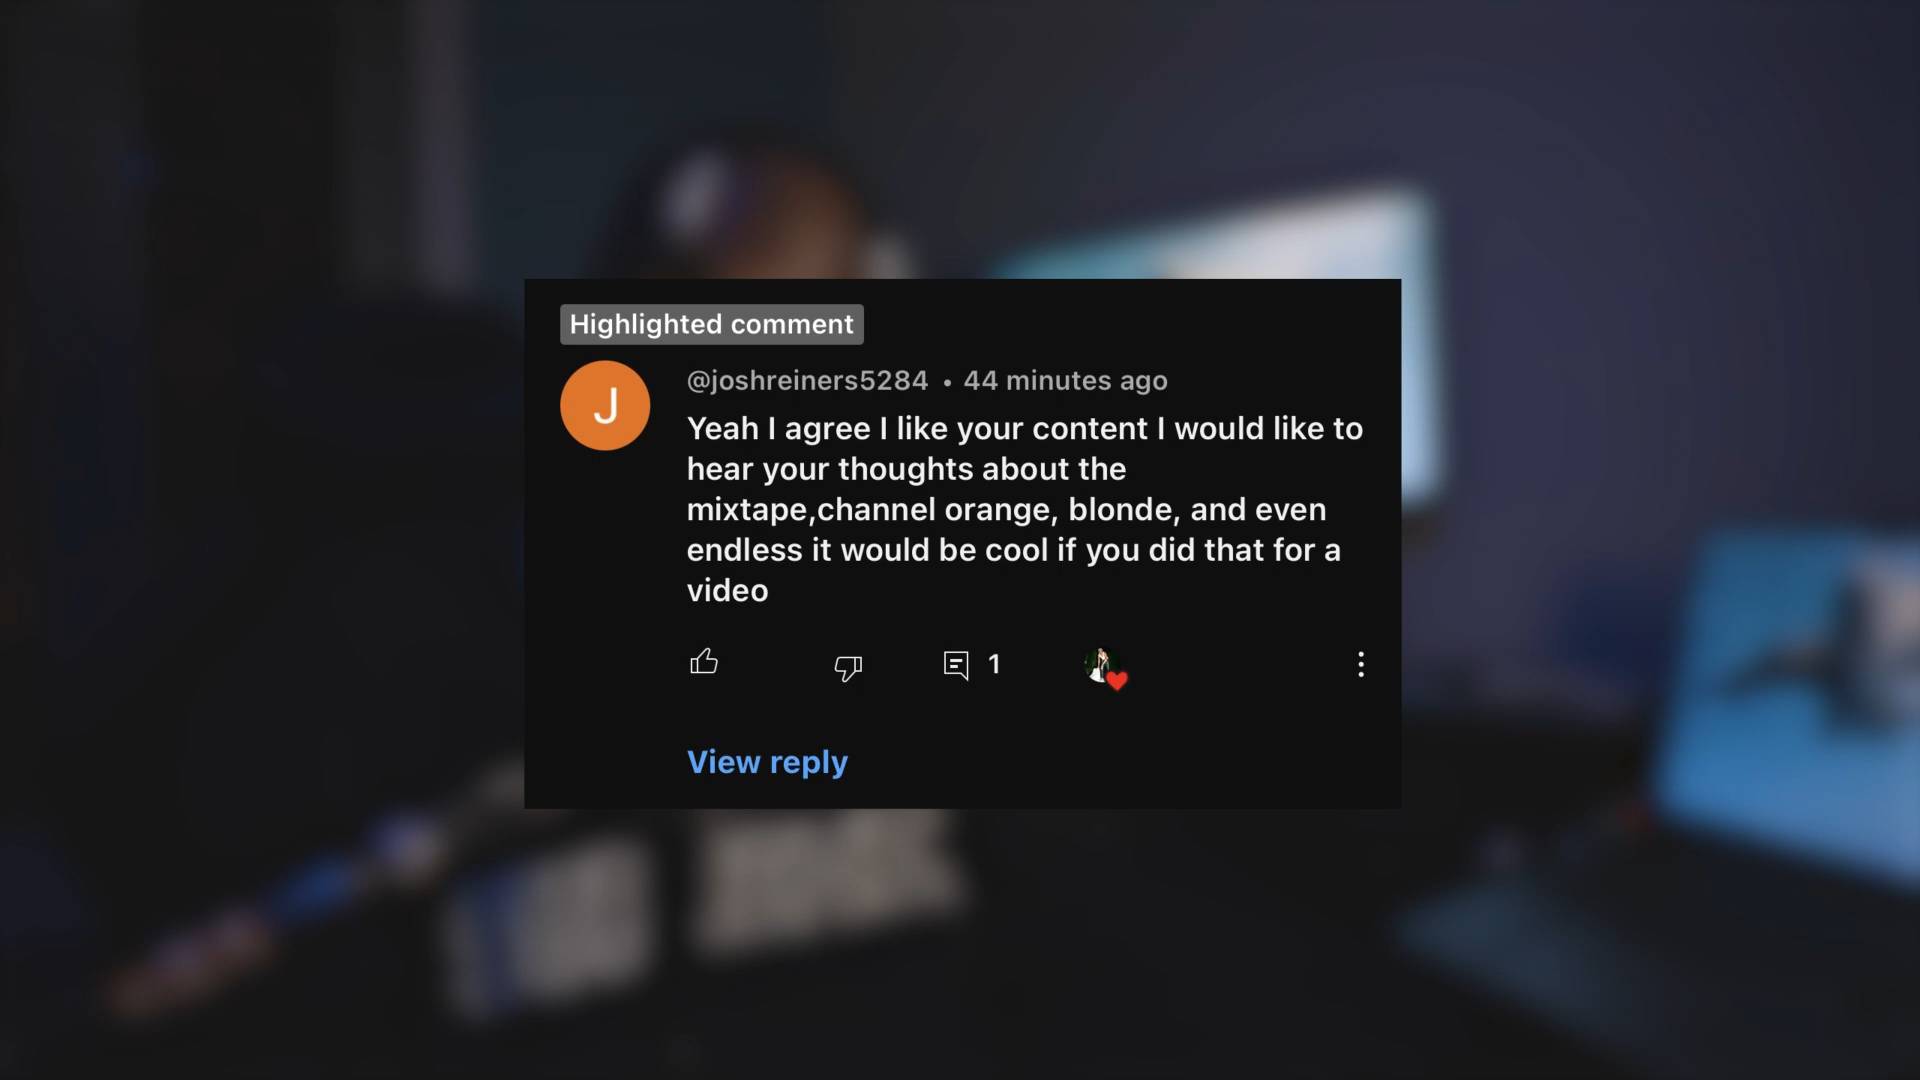 Highlighted comment
J
@joshreiners5284 • 44 minutes ago
Yeah I agree I like your content I would like to
hear your thoughts about the
mixtape,channel orange, blonde, and even
endless it would be cool if you did that for a
video
1
View reply